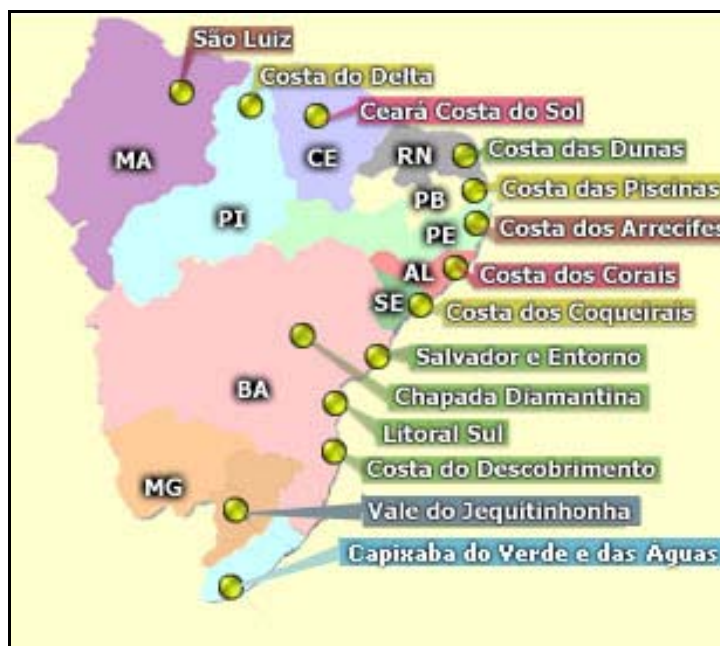 São Luiz
Costa do Delta
Ceará Costa do Sol
MA
CE
RN
Costa das Dunas
PB
Costa das Piscinas
PI
PE
Costa dos Arrecifes
AL
Costa dos Corais
SE
Costa dos Coqueirais
Salvador e Entorno
BA
Chapada Diamantina
Litoral Sul
Costa do Descobrimento
MG
Vale do Jequitinhonha
Capixaba do Verde e das Águas